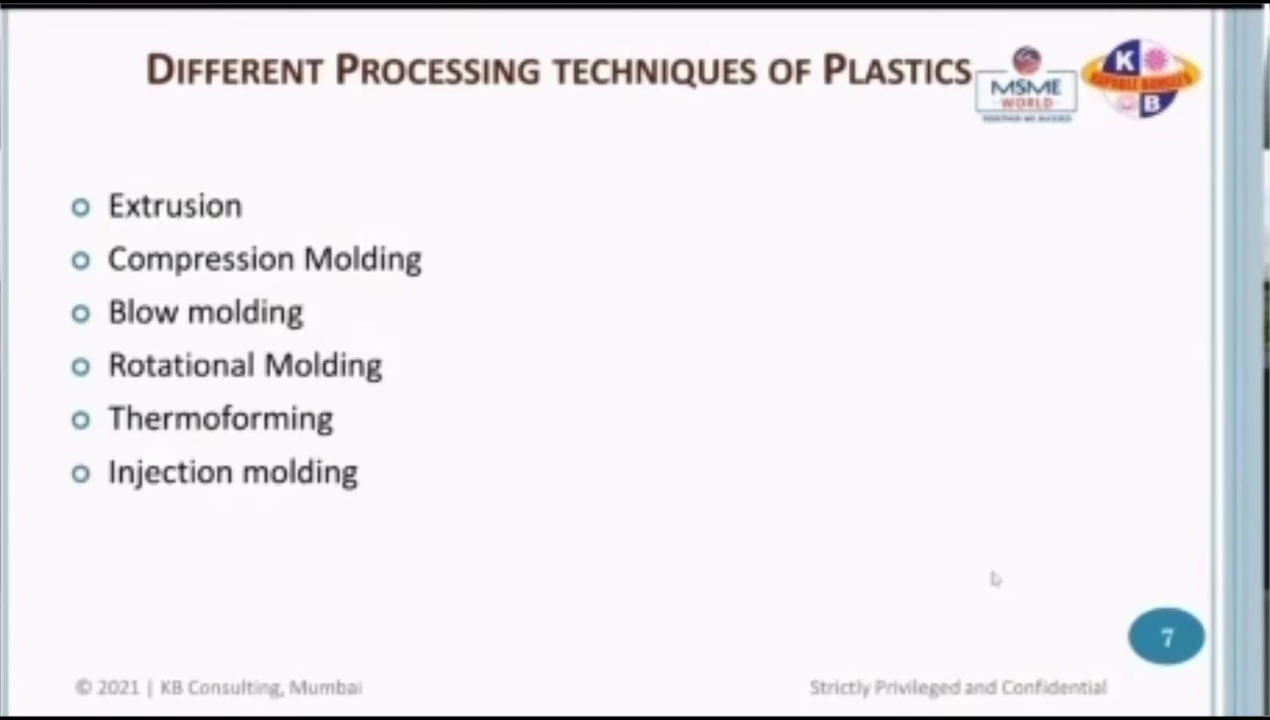 DIFFERENT PROCESSING TECHNIQUES OF PLASTICS
MSME
WORLD
K
B
Extrusion
Compression Molding
Blow molding
Rotational Molding
Thermoforming
Injection molding
7
© 2021 | KB Consulting, Mumbai
Strictly Privileged and Confidential